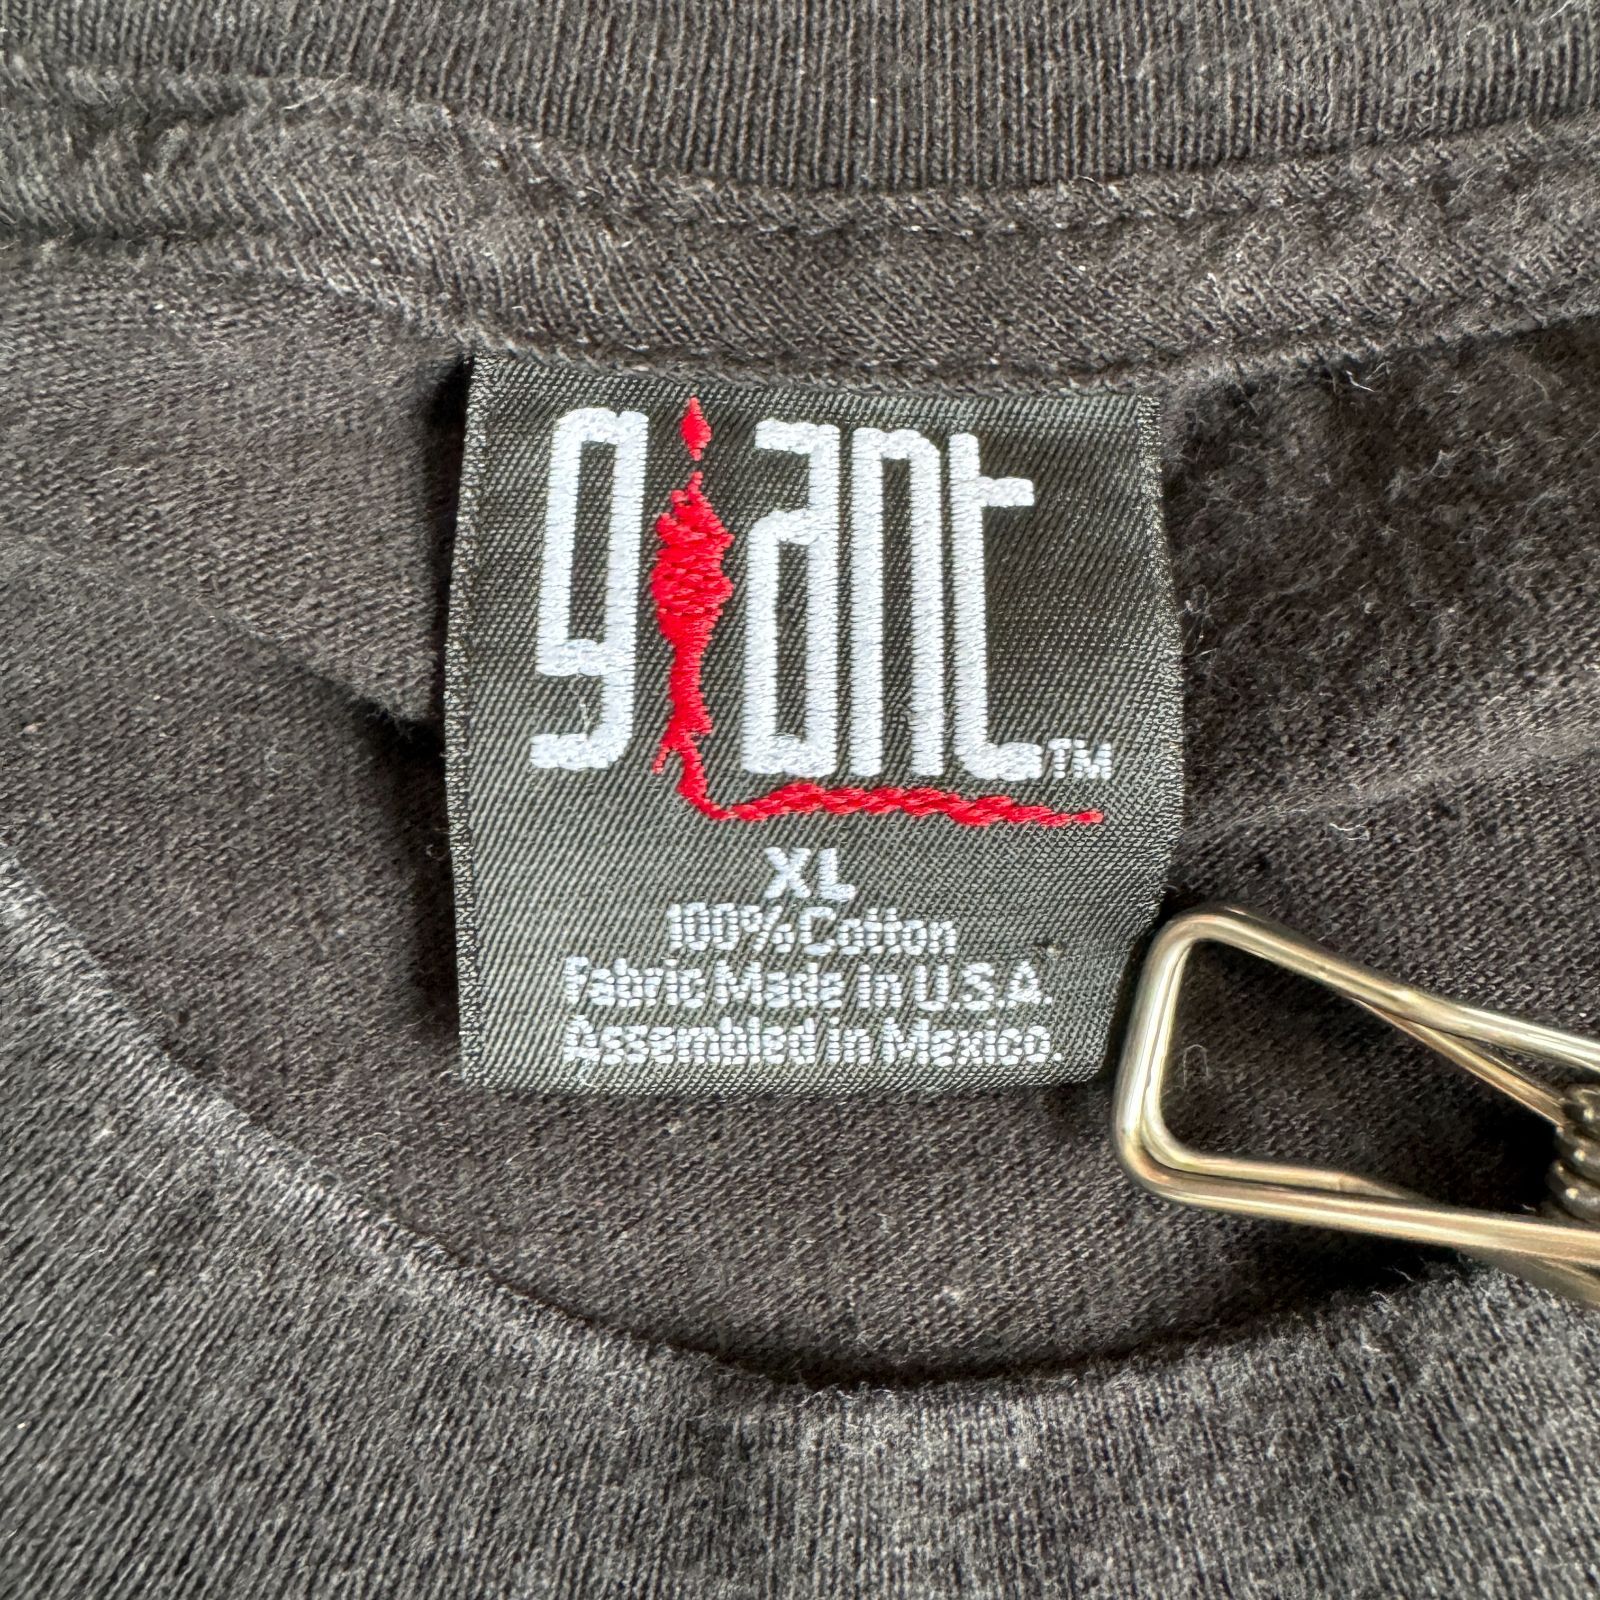 giant™
XL
100% Cotton
Fabric Made in U.S.A.
Assembled in Mexico.